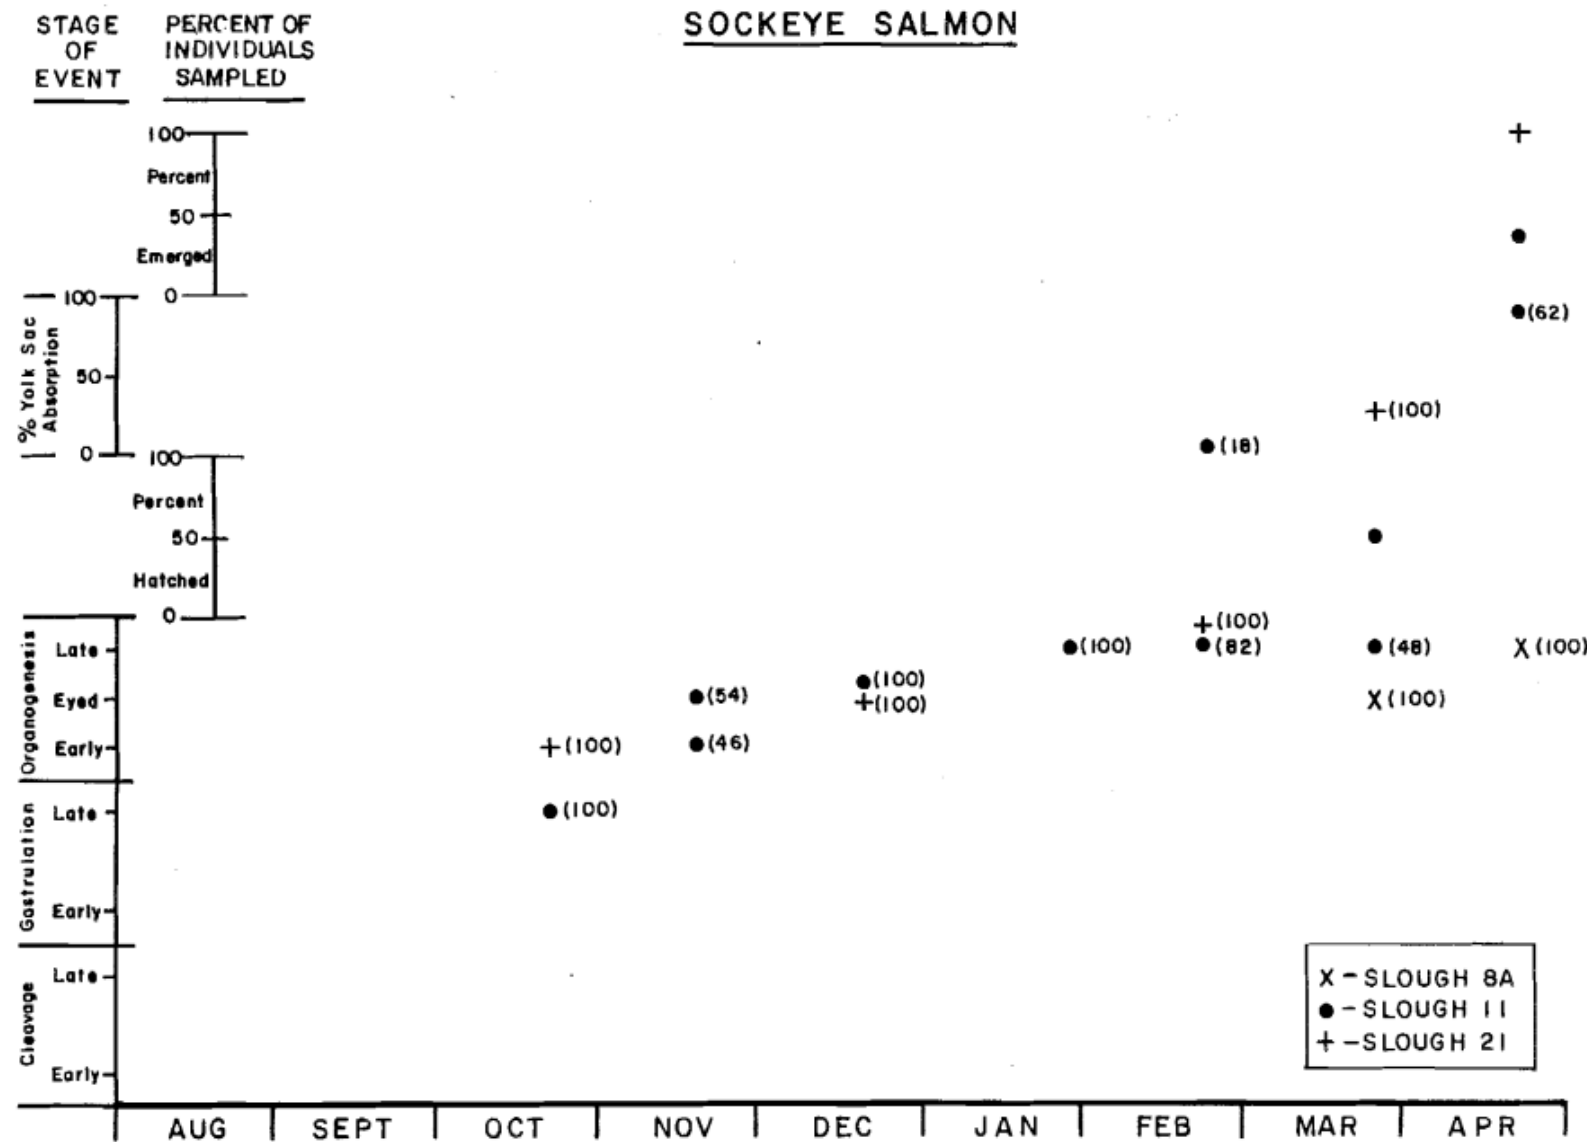 SOCKEYE SALMON
STAGE
OF
EVENT
PERCENT OF
INDIVIDUALS
SAMPLED
100
Percent
50
Emerged
0
% Yolk Sac
Absorption
100
50
0
100
Percent
50
Hatched
0
Organogenesis
Late
Eyed
Early
Gastrulation
Late
Early
Cleavage
Late
Early
(62)
+(100)
(18)
+(100)
(100)
(82)
(48)
X (100)
(54)
(100)
+(100)
X (100)
+(100)
(46)
(100)
X - SLOUGH 8A
● - SLOUGH 11
+ - SLOUGH 21
AUG | SEPT | OCT | NOV | DEC | JAN | FEB | MAR | APR